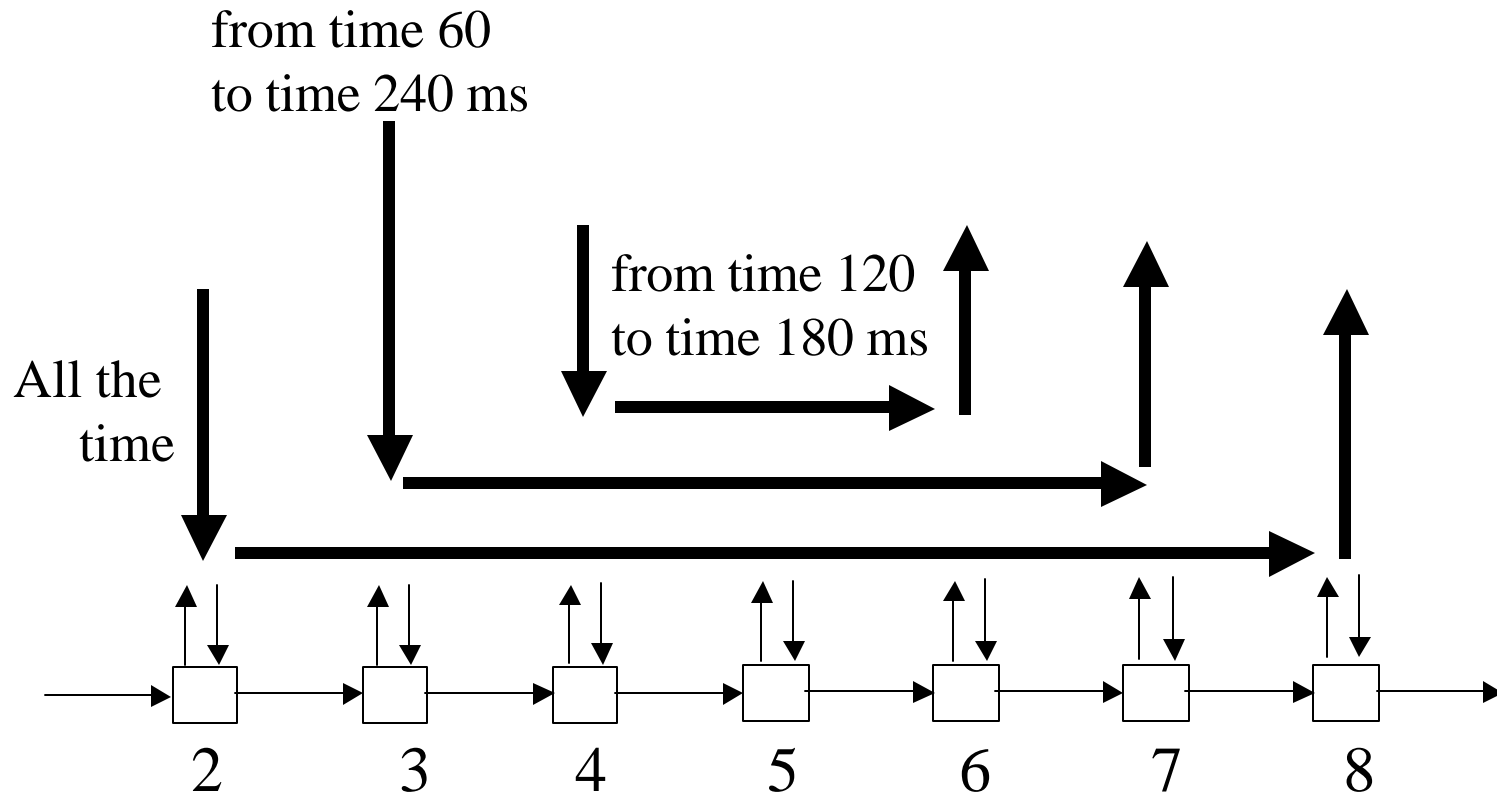 from time 60
to time 240 ms
from time 120
to time 180 ms
All the
time
2 3 4 5 6 7 8